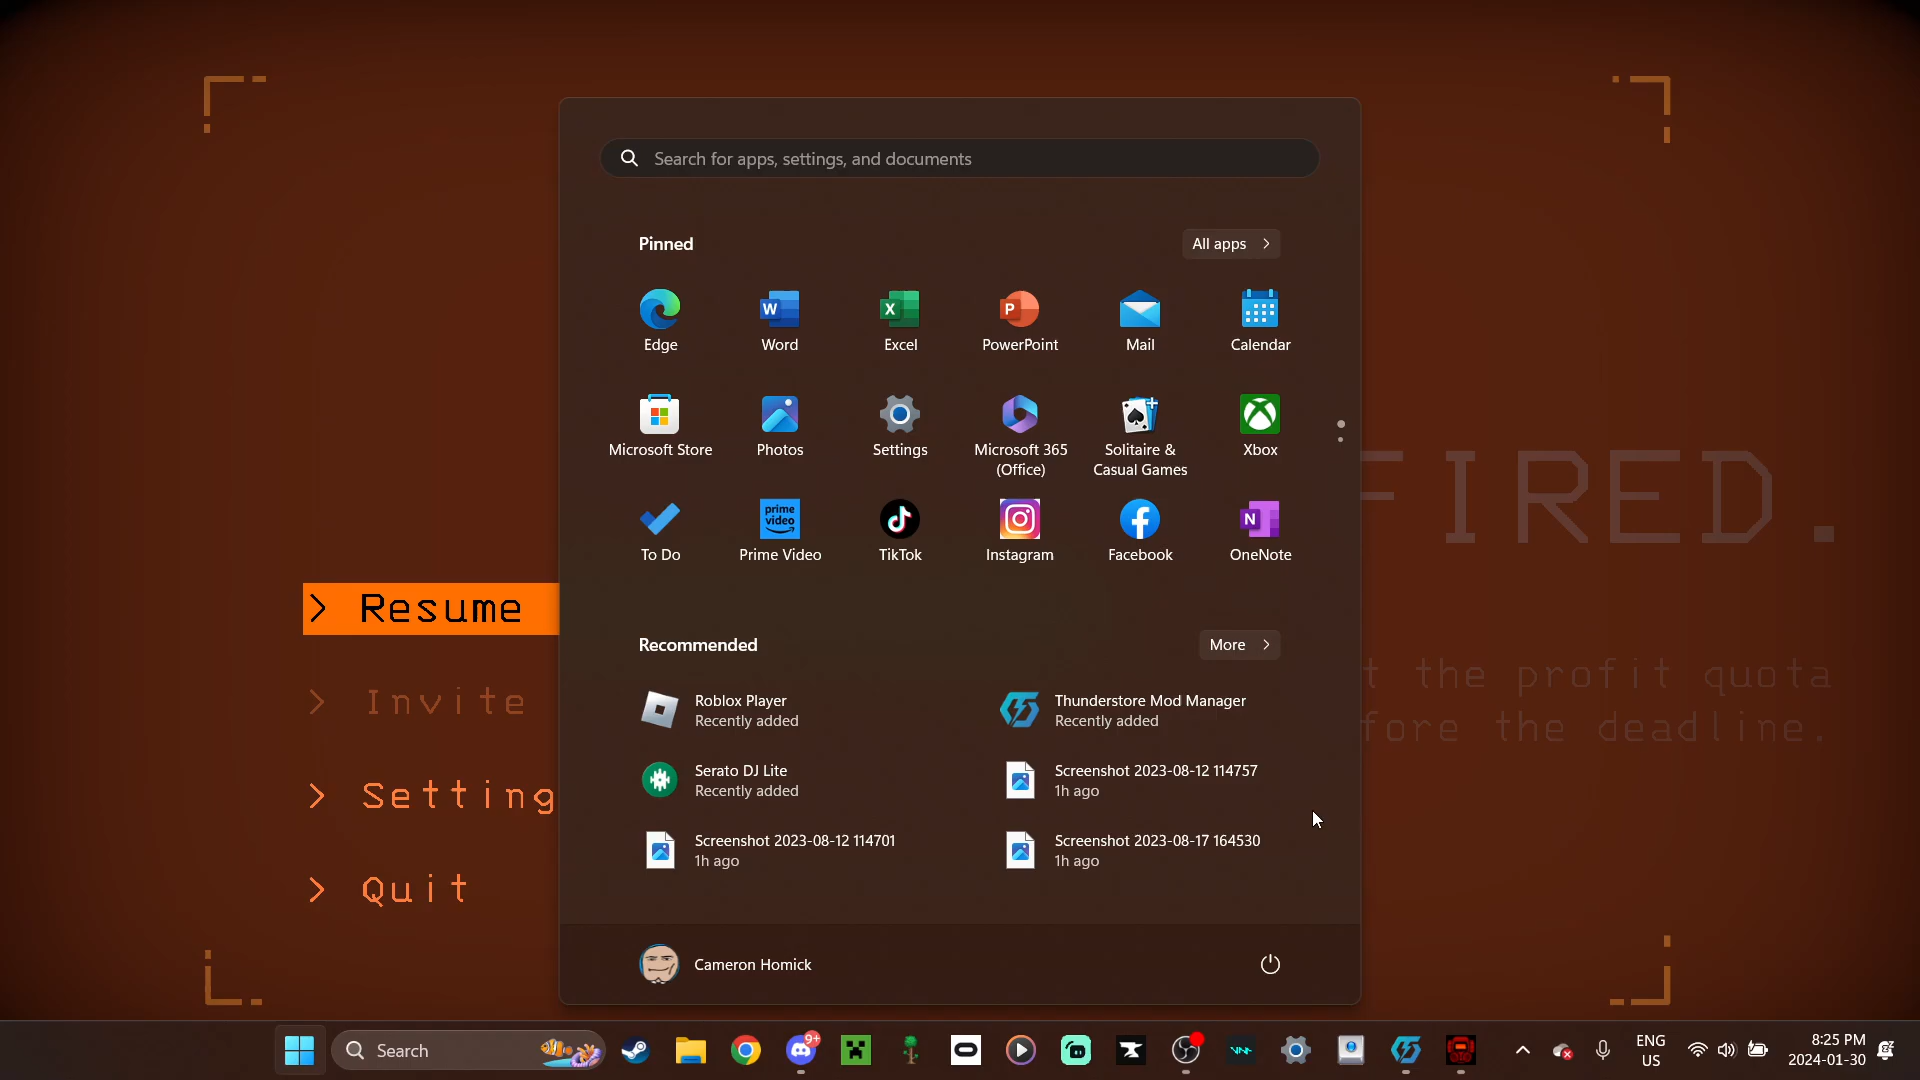 Search for apps, settings, and documents
Pinned
All apps
Edge
Word
Excel
PowerPoint
Mail
Calendar
Microsoft Store
Photos
Settings
Microsoft 365
(Office)
Solitaire &
Casual Games
Xbox
To Do
prime
video
Prime Video
TikTok
Instagram
Facebook
OneNote
FIRED.
> Resume
> Invite
> Setting
> Quit
t the profit quota
fore the deadline.
Recommended
More
Roblox Player
Recently added
Thunderstore Mod Manager
Recently added
Serato DJ Lite
Recently added
Screenshot 2023-08-12 114757
1h ago
Screenshot 2023-08-12 114701
1h ago
Screenshot 2023-08-17 164530
1h ago
Cameron Homick
Search
9+
ENG
US
8:25 PM
2024-01-30